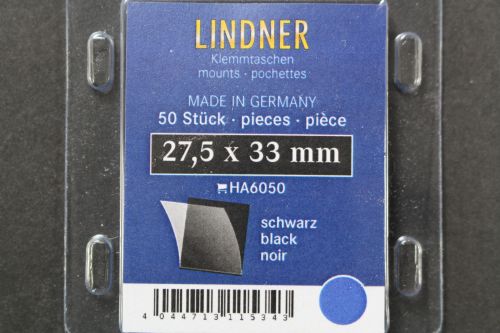 LINDNER
Klemmtaschen
mounts · pochettes
MADE IN GERMANY
50 Stück · pieces · pièce
27,5 x 33 mm
HA6050
schwarz
black
noir
4 044713 115343